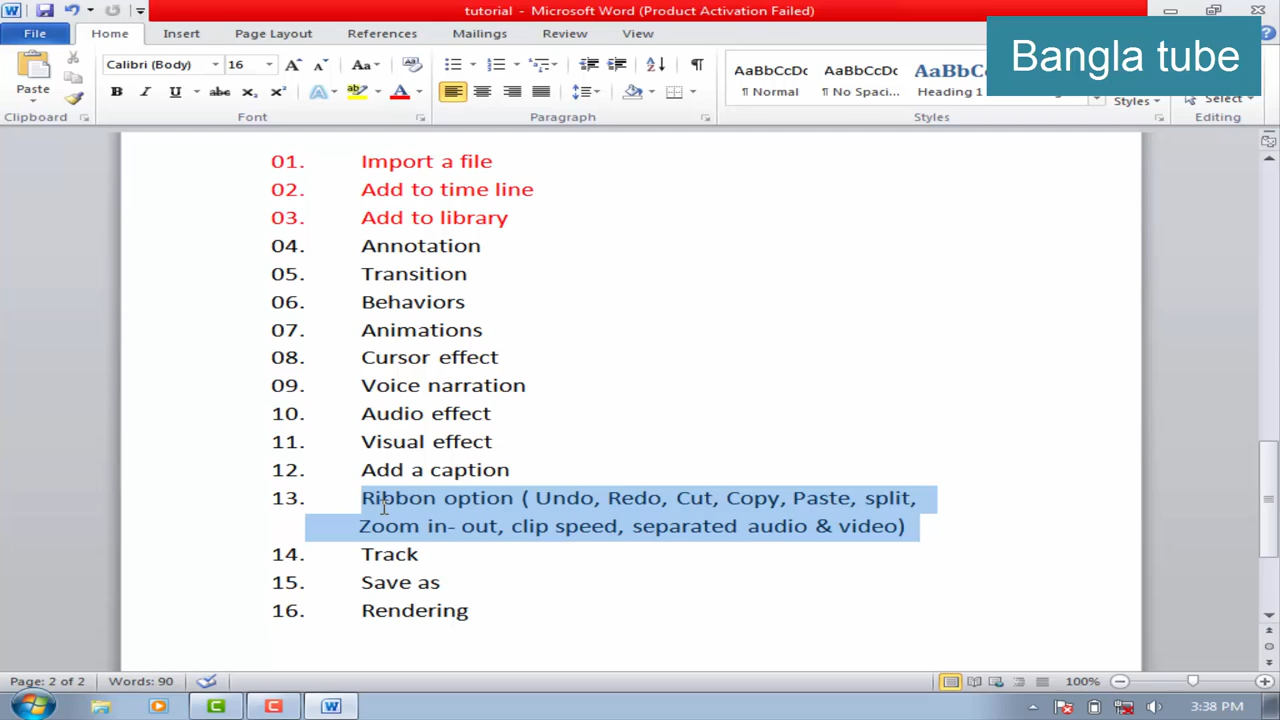 tutorial - Microsoft Word (Product Activation Failed)
Bangla tube
File Home Insert Page Layout References Mailings Review View
Calibri (Body) 16 Aa
AaBbCcDc AaBbCcDc AaBbC
Paste
B I U abc X₂ X² A ab A
¶ Normal ¶ No Spaci... Heading 1 Styles Select
Clipboard Font Paragraph Styles Editing
01. Import a file
02. Add to time line
03. Add to library
04. Annotation
05. Transition
06. Behaviors
07. Animations
08. Cursor effect
09. Voice narration
10. Audio effect
11. Visual effect
12. Add a caption
13. Ribbon option ( Undo, Redo, Cut, Copy, Paste, split,
Zoom in- out, clip speed, separated audio & video)
14. Track
15. Save as
16. Rendering
Page: 2 of 2 Words: 90 100%
3:38 PM